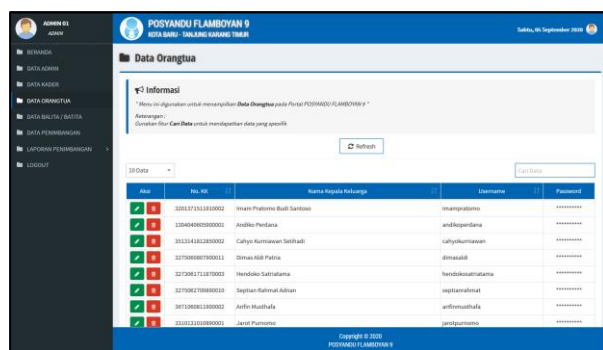 ADMIN 01
ADMIN
POSYANDU FLAMBOYAN 9
KOTA BARU - TANJUNG KARANG TIMUR
Sabtu, 05 September 2020
BERANDA
DATA ADMIN
DATA KADER
DATA ORANGTUA
DATA BALITA / BATITA
DATA PENIMBANGAN
LAPORAN PENIMBANGAN >
LOGOUT
Data Orangtua
Informasi
" Menu ini digunakan untuk menampilkan Data Orangtua pada Portal POSYANDU FLAMBOYAN 9 "
Keterangan :
Gunakan fitur Cari Data untuk mendapatkan data yang spesifik
Refresh
10 Data
Cari Data
Aksi No. KK Nama Kepala Keluarga Username Password
3201371511910002 Imam Pratomo Budi Santoso imampratomo **********
1304040605900001 Andiko Perdana andikoperdana **********
3513141812850002 Cahyo Kurniawan Setihadi cahyokurniawan **********
3275060807900011 Dimas Aldi Patria dimasaldi **********
3273061711870003 Hendoko Satriatama hendokosatriatama **********
3275062708900010 Septian Rahmat Adnan septianrahmat **********
3671060811900002 Arifin Musthafa arifinmusthafa **********
3310131010890001 Jarot Purnomo jarotpurnomo **********
Copyright © 2020
POSYANDU FLAMBOYAN 9